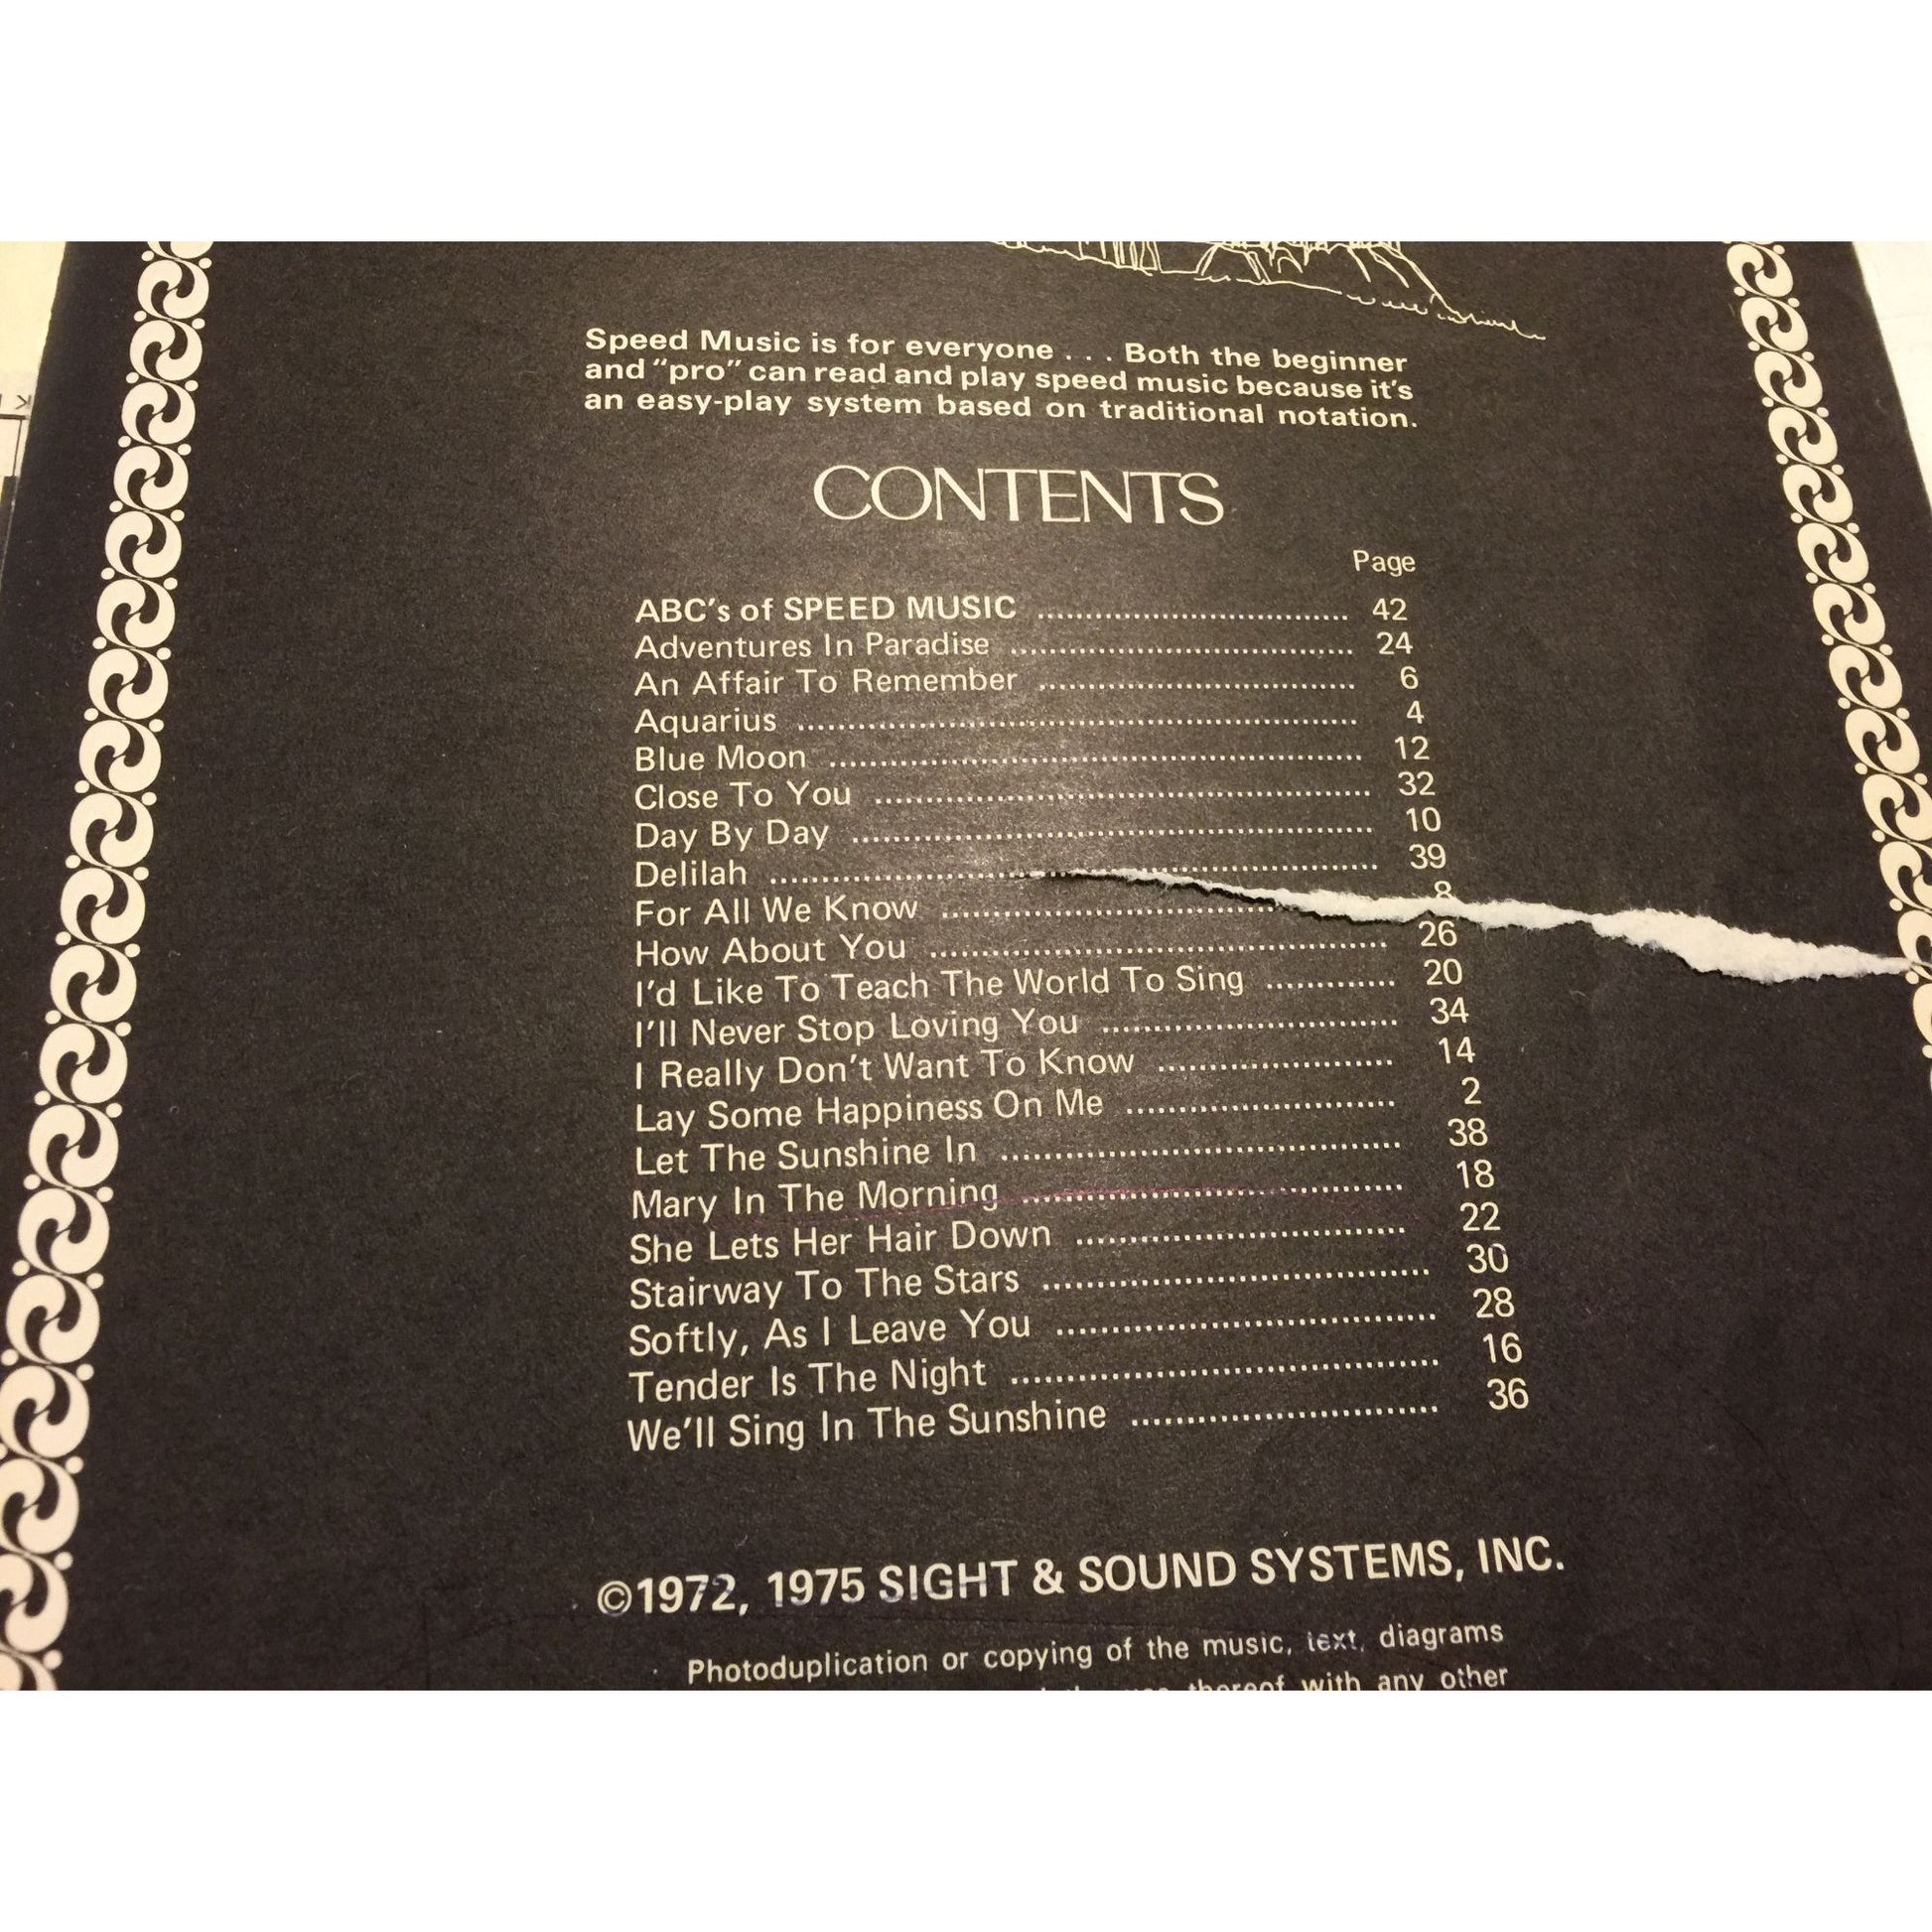 Speed Music is for everyone . . . Both the beginner
and "pro" can read and play speed music because it's
an easy-play system based on traditional notation.
CONTENTS
Page
ABC's of SPEED MUSIC ................................ 42
Adventures In Paradise ................................ 24
An Affair To Remember ................................ 6
Aquarius ................................ 4
Blue Moon ................................ 12
Close To You ................................ 32
Day By Day ................................ 10
Delilah ................................ 39
For All We Know ................................ 8
How About You ................................ 26
I'd Like To Teach The World To Sing ............. 20
I'll Never Stop Loving You ................................ 34
I Really Don't Want To Know ......................... 14
Lay Some Happiness On Me ............................ 2
Let The Sunshine In ................................ 38
Mary In The Morning ................................ 18
She Lets Her Hair Down ................................ 22
Stairway To The Stars ................................ 30
Softly, As I Leave You ................................ 28
Tender Is The Night ................................ 16
We'll Sing In The Sunshine ............................ 36
©1972, 1975 SIGHT & SOUND SYSTEMS, INC.
Photoduplication or copying of the music, text, diagrams
thereof with any other